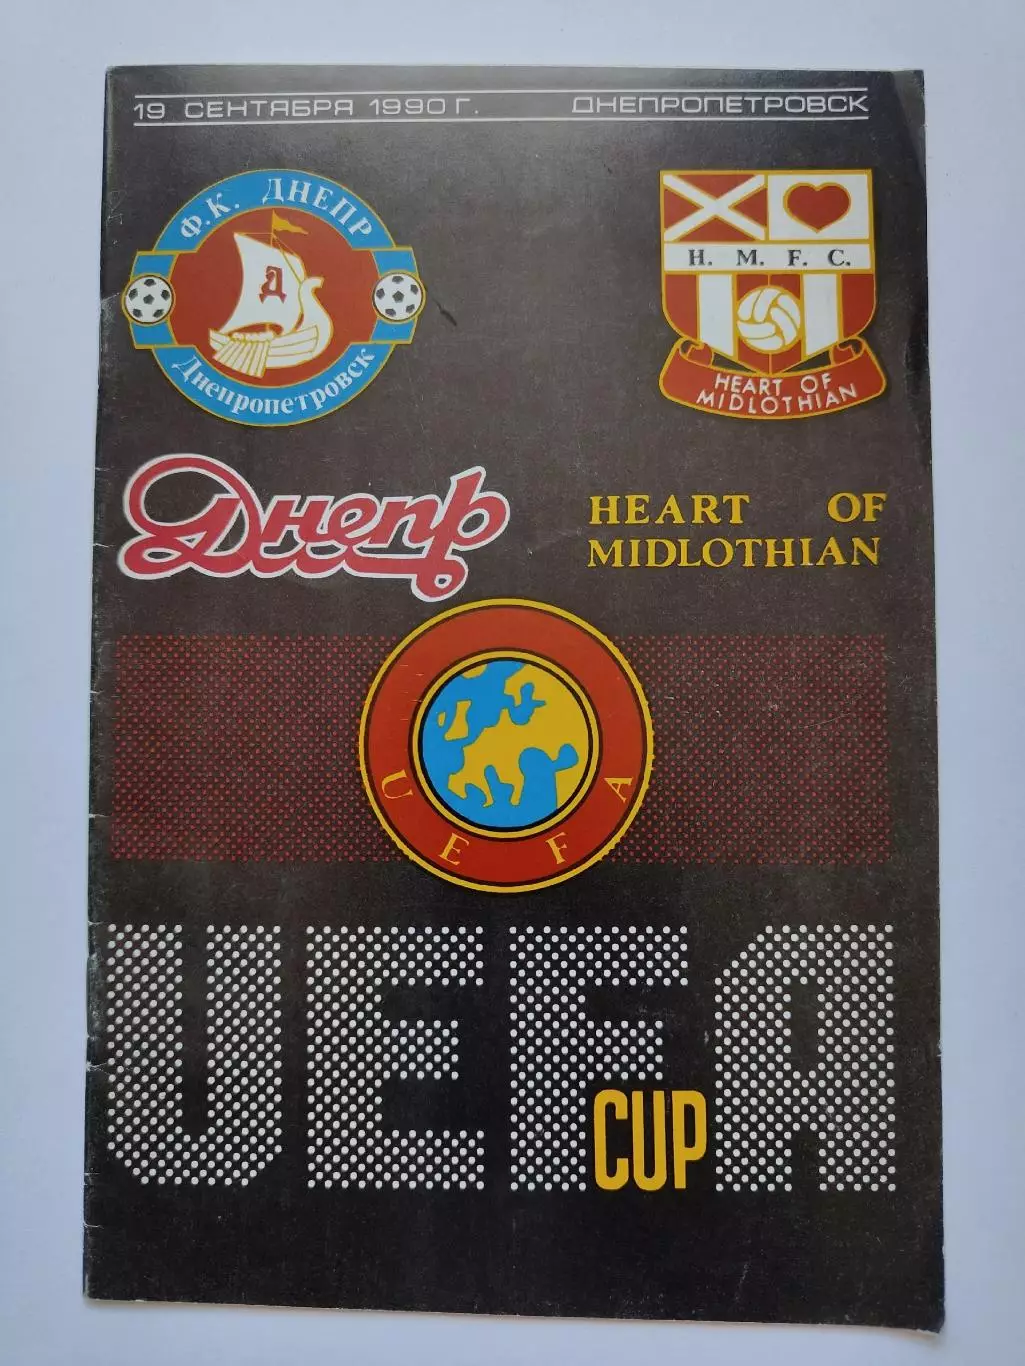 19 СЕНТЯБРЯ 1990 Г. ДНЕПРОПЕТРОВСК
Ф.К. ДНЕПР
Д
Днепропетровск
H. M. F. C.
HEART OF
MIDLOTHIAN
Днепр
HEART OF
MIDLOTHIAN
UEFA
UEFA
CUP